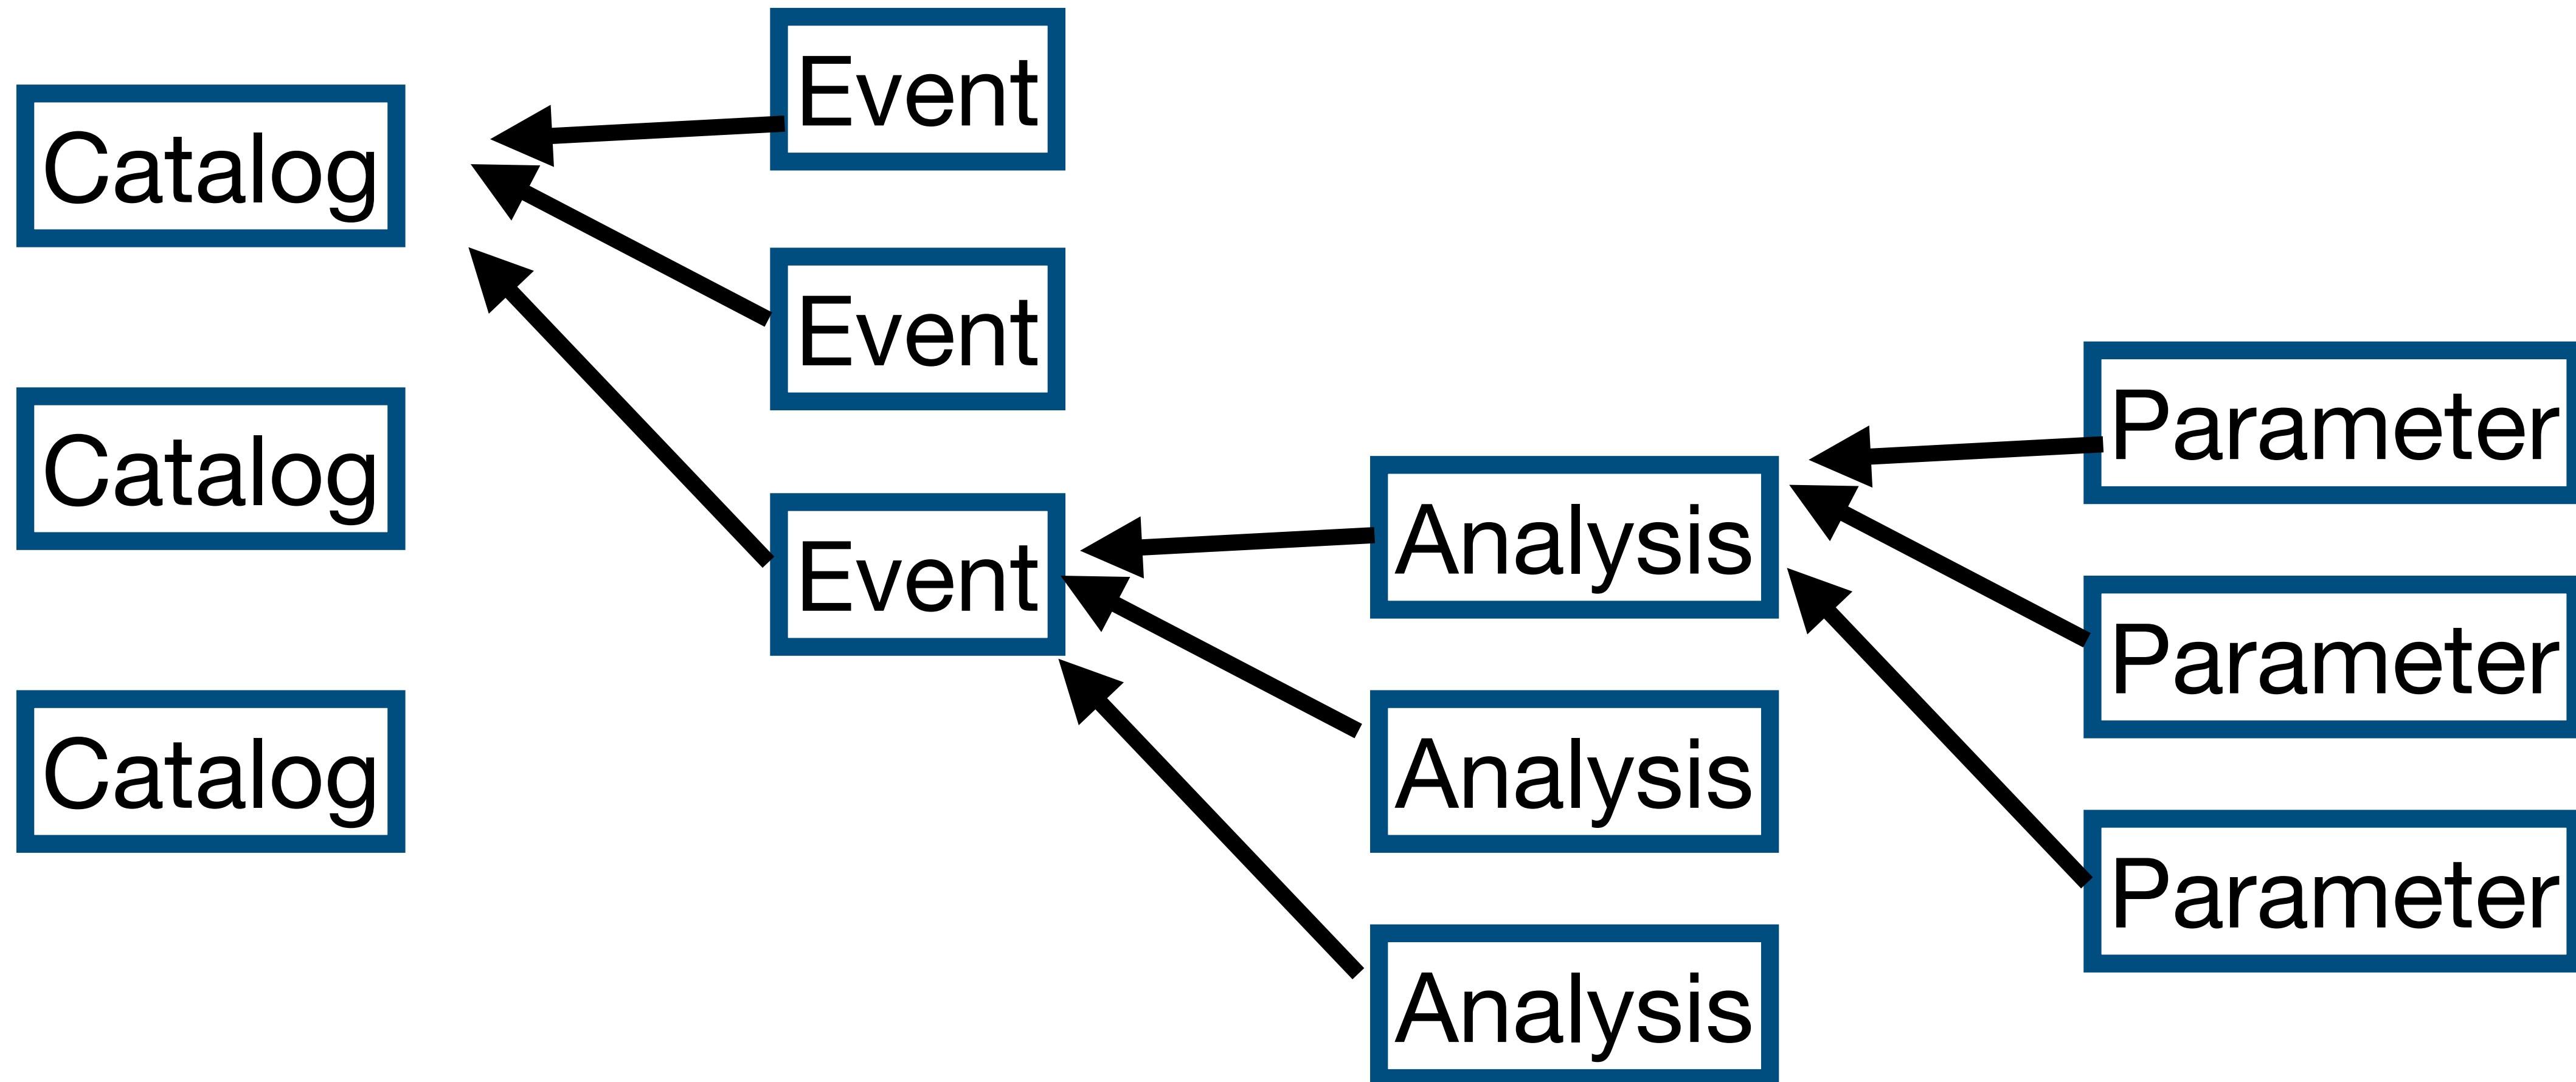 Catalog
Catalog
Catalog
Event
Event
Event
Analysis
Analysis
Analysis
Parameter
Parameter
Parameter